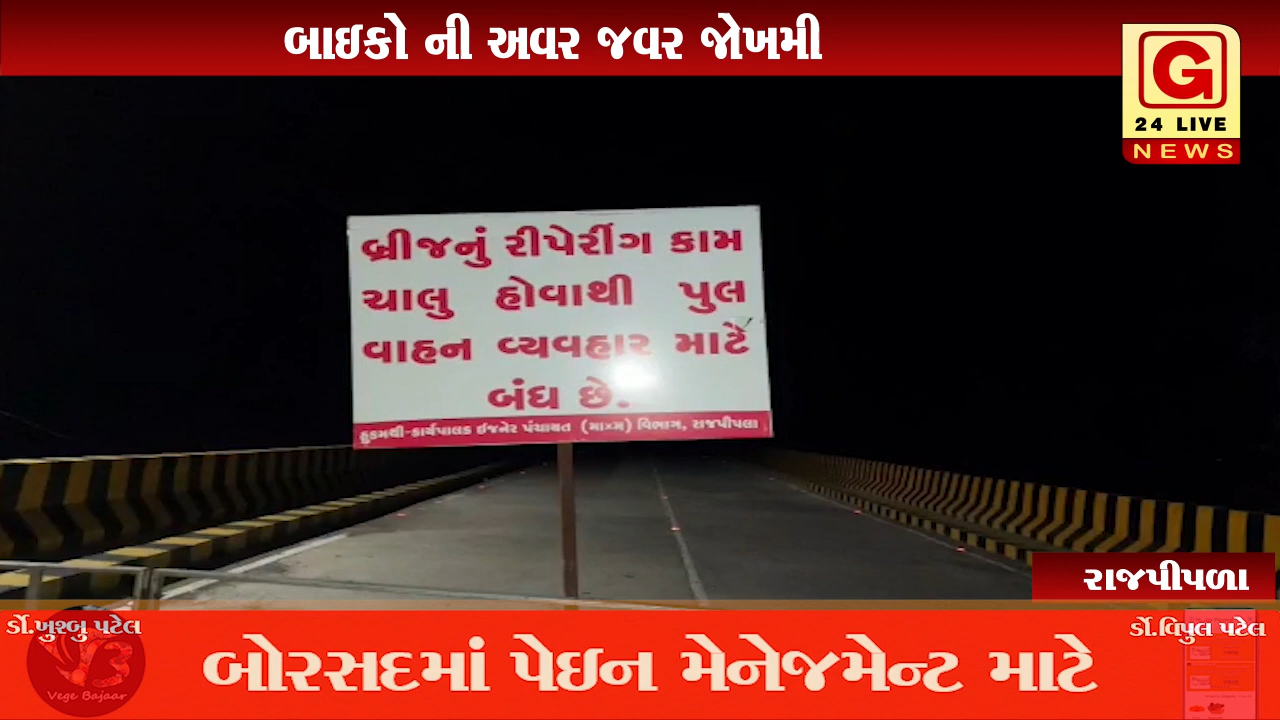 બાઇકો ની અવર જવર જોખમી
G
24 LIVE
NEWS
બ્રીજનું રીપેરીંગ કામ
ચાલુ હોવાથી પુલ
વાહન વ્યવહાર માટે
બંધ છે.
હુકમથી-કાર્યપાલક ઈજનેર પંચાયત (મા×મ) વિભાગ, રાજપીપલા
રાજપીપળા
ડૉ.ખુશ્બુ પટેલ
ડૉ.વિપુલ પટેલ
બોરસદમાં પેઇન મેનેજમેન્ટ માટે
Vege Bajaar